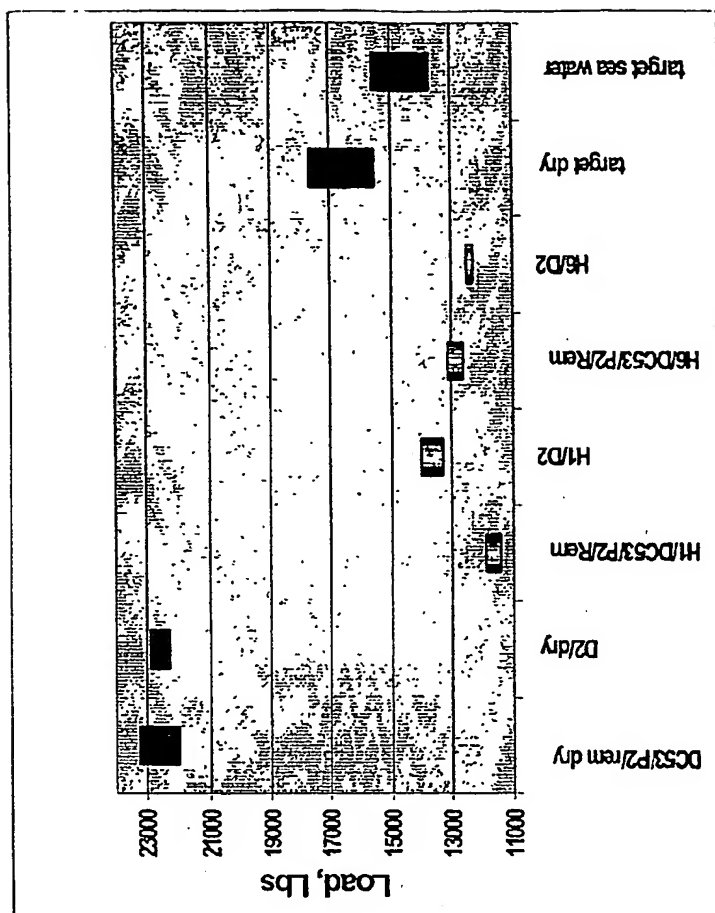 Load, Lbs
23000
21000
19000
17000
15000
13000
11000
DC53/P2/rem dry
D2/dry
H1/DC53/P2/Rem
H1/D2
H6/DC53/P2/Rem
H6/D2
target dry
target sea water